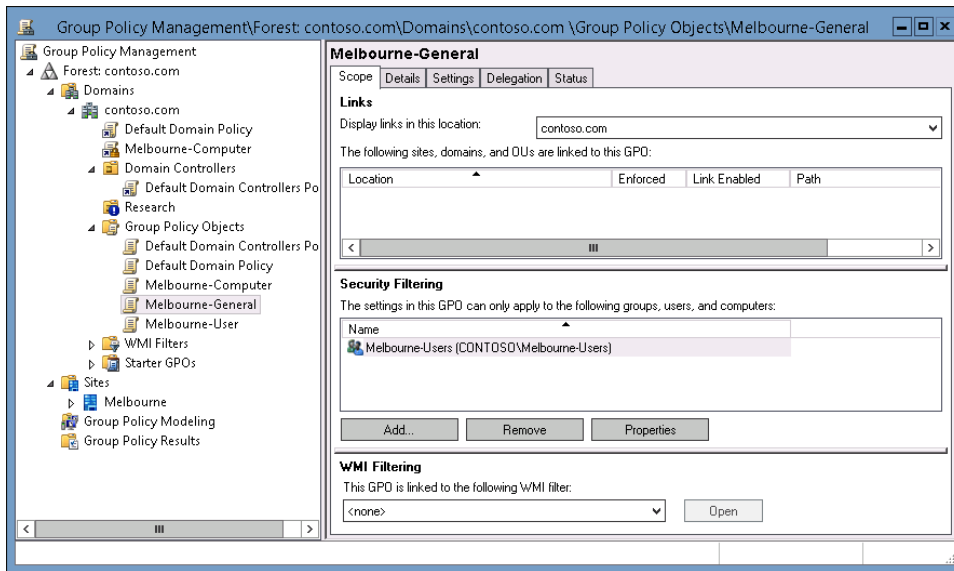 Group Policy Management\Forest: contoso.com\Domains\contoso.com \Group Policy Objects\Melbourne-General
Group Policy Management
Forest: contoso.com
Domains
contoso.com
Default Domain Policy
Melbourne-Computer
Domain Controllers
Default Domain Controllers Po
Research
Group Policy Objects
Default Domain Controllers Po
Default Domain Policy
Melbourne-Computer
Melbourne-General
Melbourne-User
WMI Filters
Starter GPOs
Sites
Melbourne
Group Policy Modeling
Group Policy Results
Melbourne-General
Scope Details Settings Delegation Status
Links
Display links in this location: contoso.com
The following sites, domains, and OUs are linked to this GPO:
Location Enforced Link Enabled Path
Security Filtering
The settings in this GPO can only apply to the following groups, users, and computers:
Name
Melbourne-Users (CONTOSO\Melbourne-Users)
Add... Remove Properties
WMI Filtering
This GPO is linked to the following WMI filter:
<none> Open